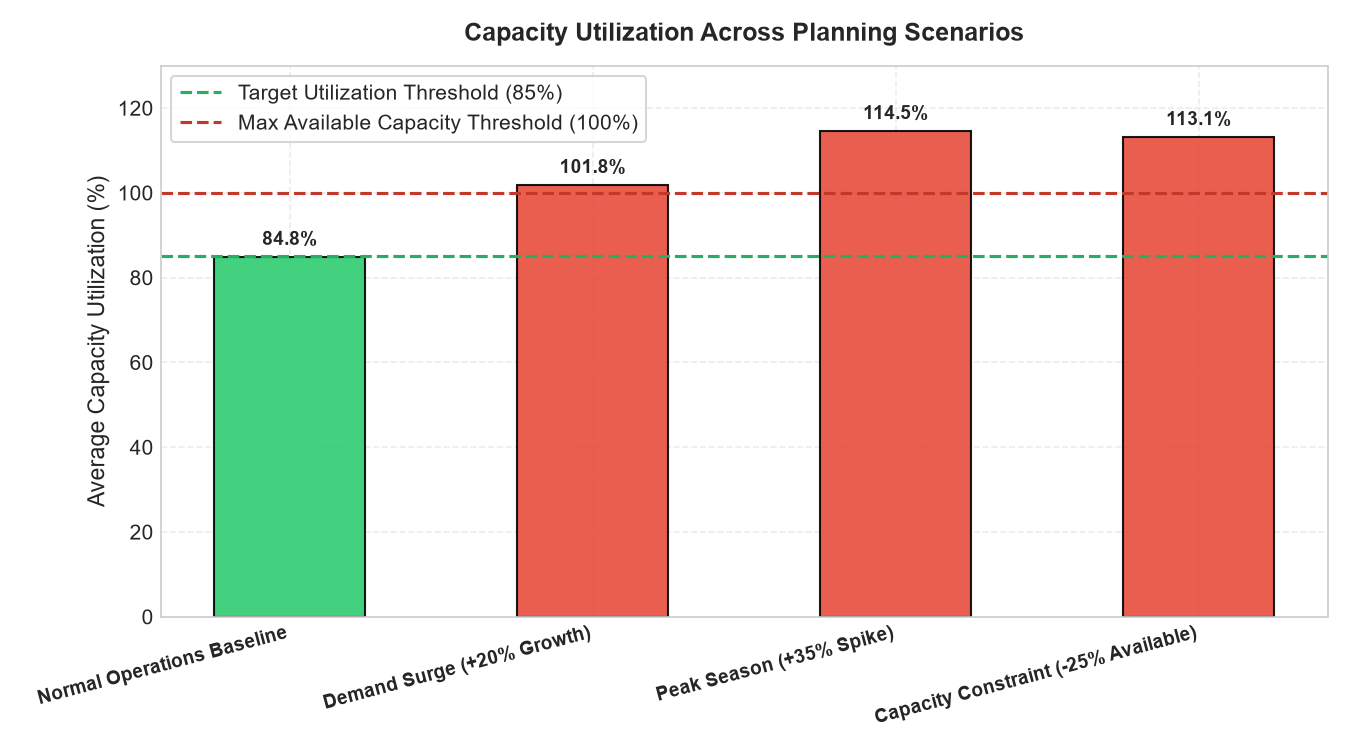 Capacity Utilization Across Planning Scenarios
Target Utilization Threshold (85%)
Max Available Capacity Threshold (100%)
Average Capacity Utilization (%)
120
100
80
60
40
20
0
84.8%
101.8%
114.5%
113.1%
Normal Operations Baseline
Demand Surge (+20% Growth)
Peak Season (+35% Spike)
Capacity Constraint (-25% Available)